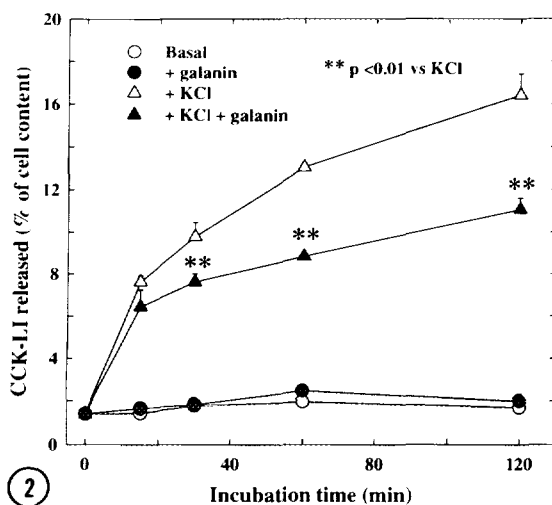 20
16
12
8
4
0
CCK-LI released (% of cell content)
Basal
+ galanin
+ KCl
+ KCl + galanin
** p <0.01 vs KCl
**
**
**
0 40 80 120
Incubation time (min)
2